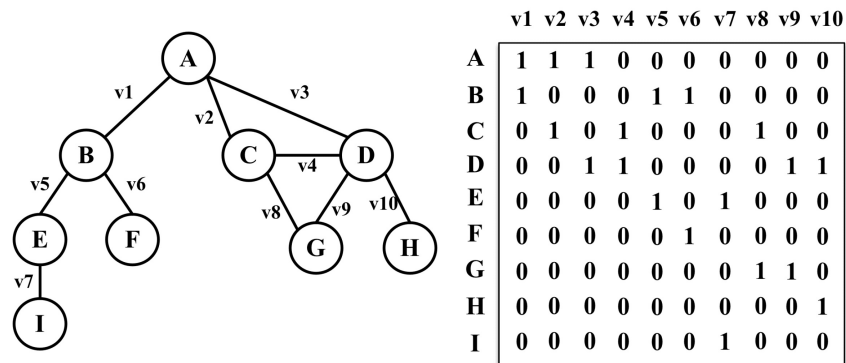 A
v1
v2
v3
B
C
D
v4
v5
v6
v8
v9
v10
E
F
G
H
v7
I
v1 v2 v3 v4 v5 v6 v7 v8 v9 v10
A 1 1 1 0 0 0 0 0 0 0
B 1 0 0 0 1 1 0 0 0 0
C 0 1 0 1 0 0 0 1 0 0
D 0 0 1 1 0 0 0 0 1 1
E 0 0 0 0 1 0 1 0 0 0
F 0 0 0 0 0 1 0 0 0 0
G 0 0 0 0 0 0 0 1 1 0
H 0 0 0 0 0 0 0 0 0 1
I 0 0 0 0 0 0 1 0 0 0